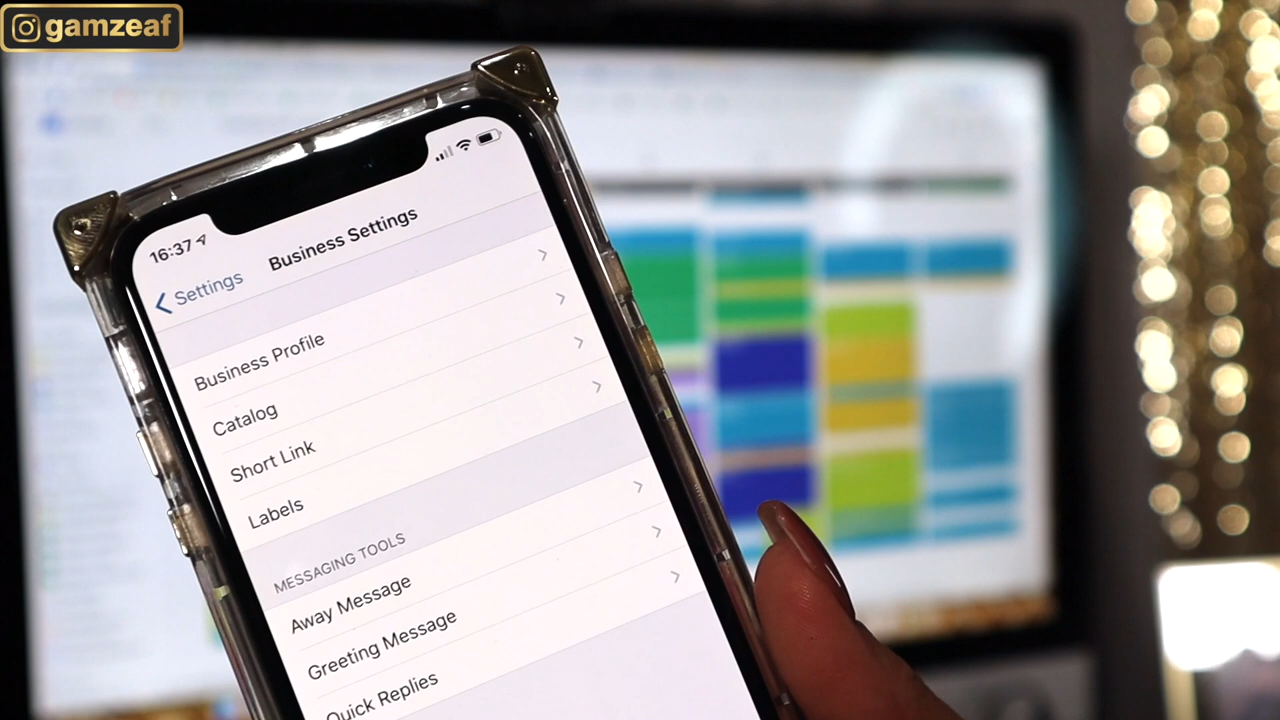 gamzeaf
16:37
Settings
Business Settings
Business Profile
Catalog
Short Link
Labels
MESSAGING TOOLS
Away Message
Greeting Message
Quick Replies